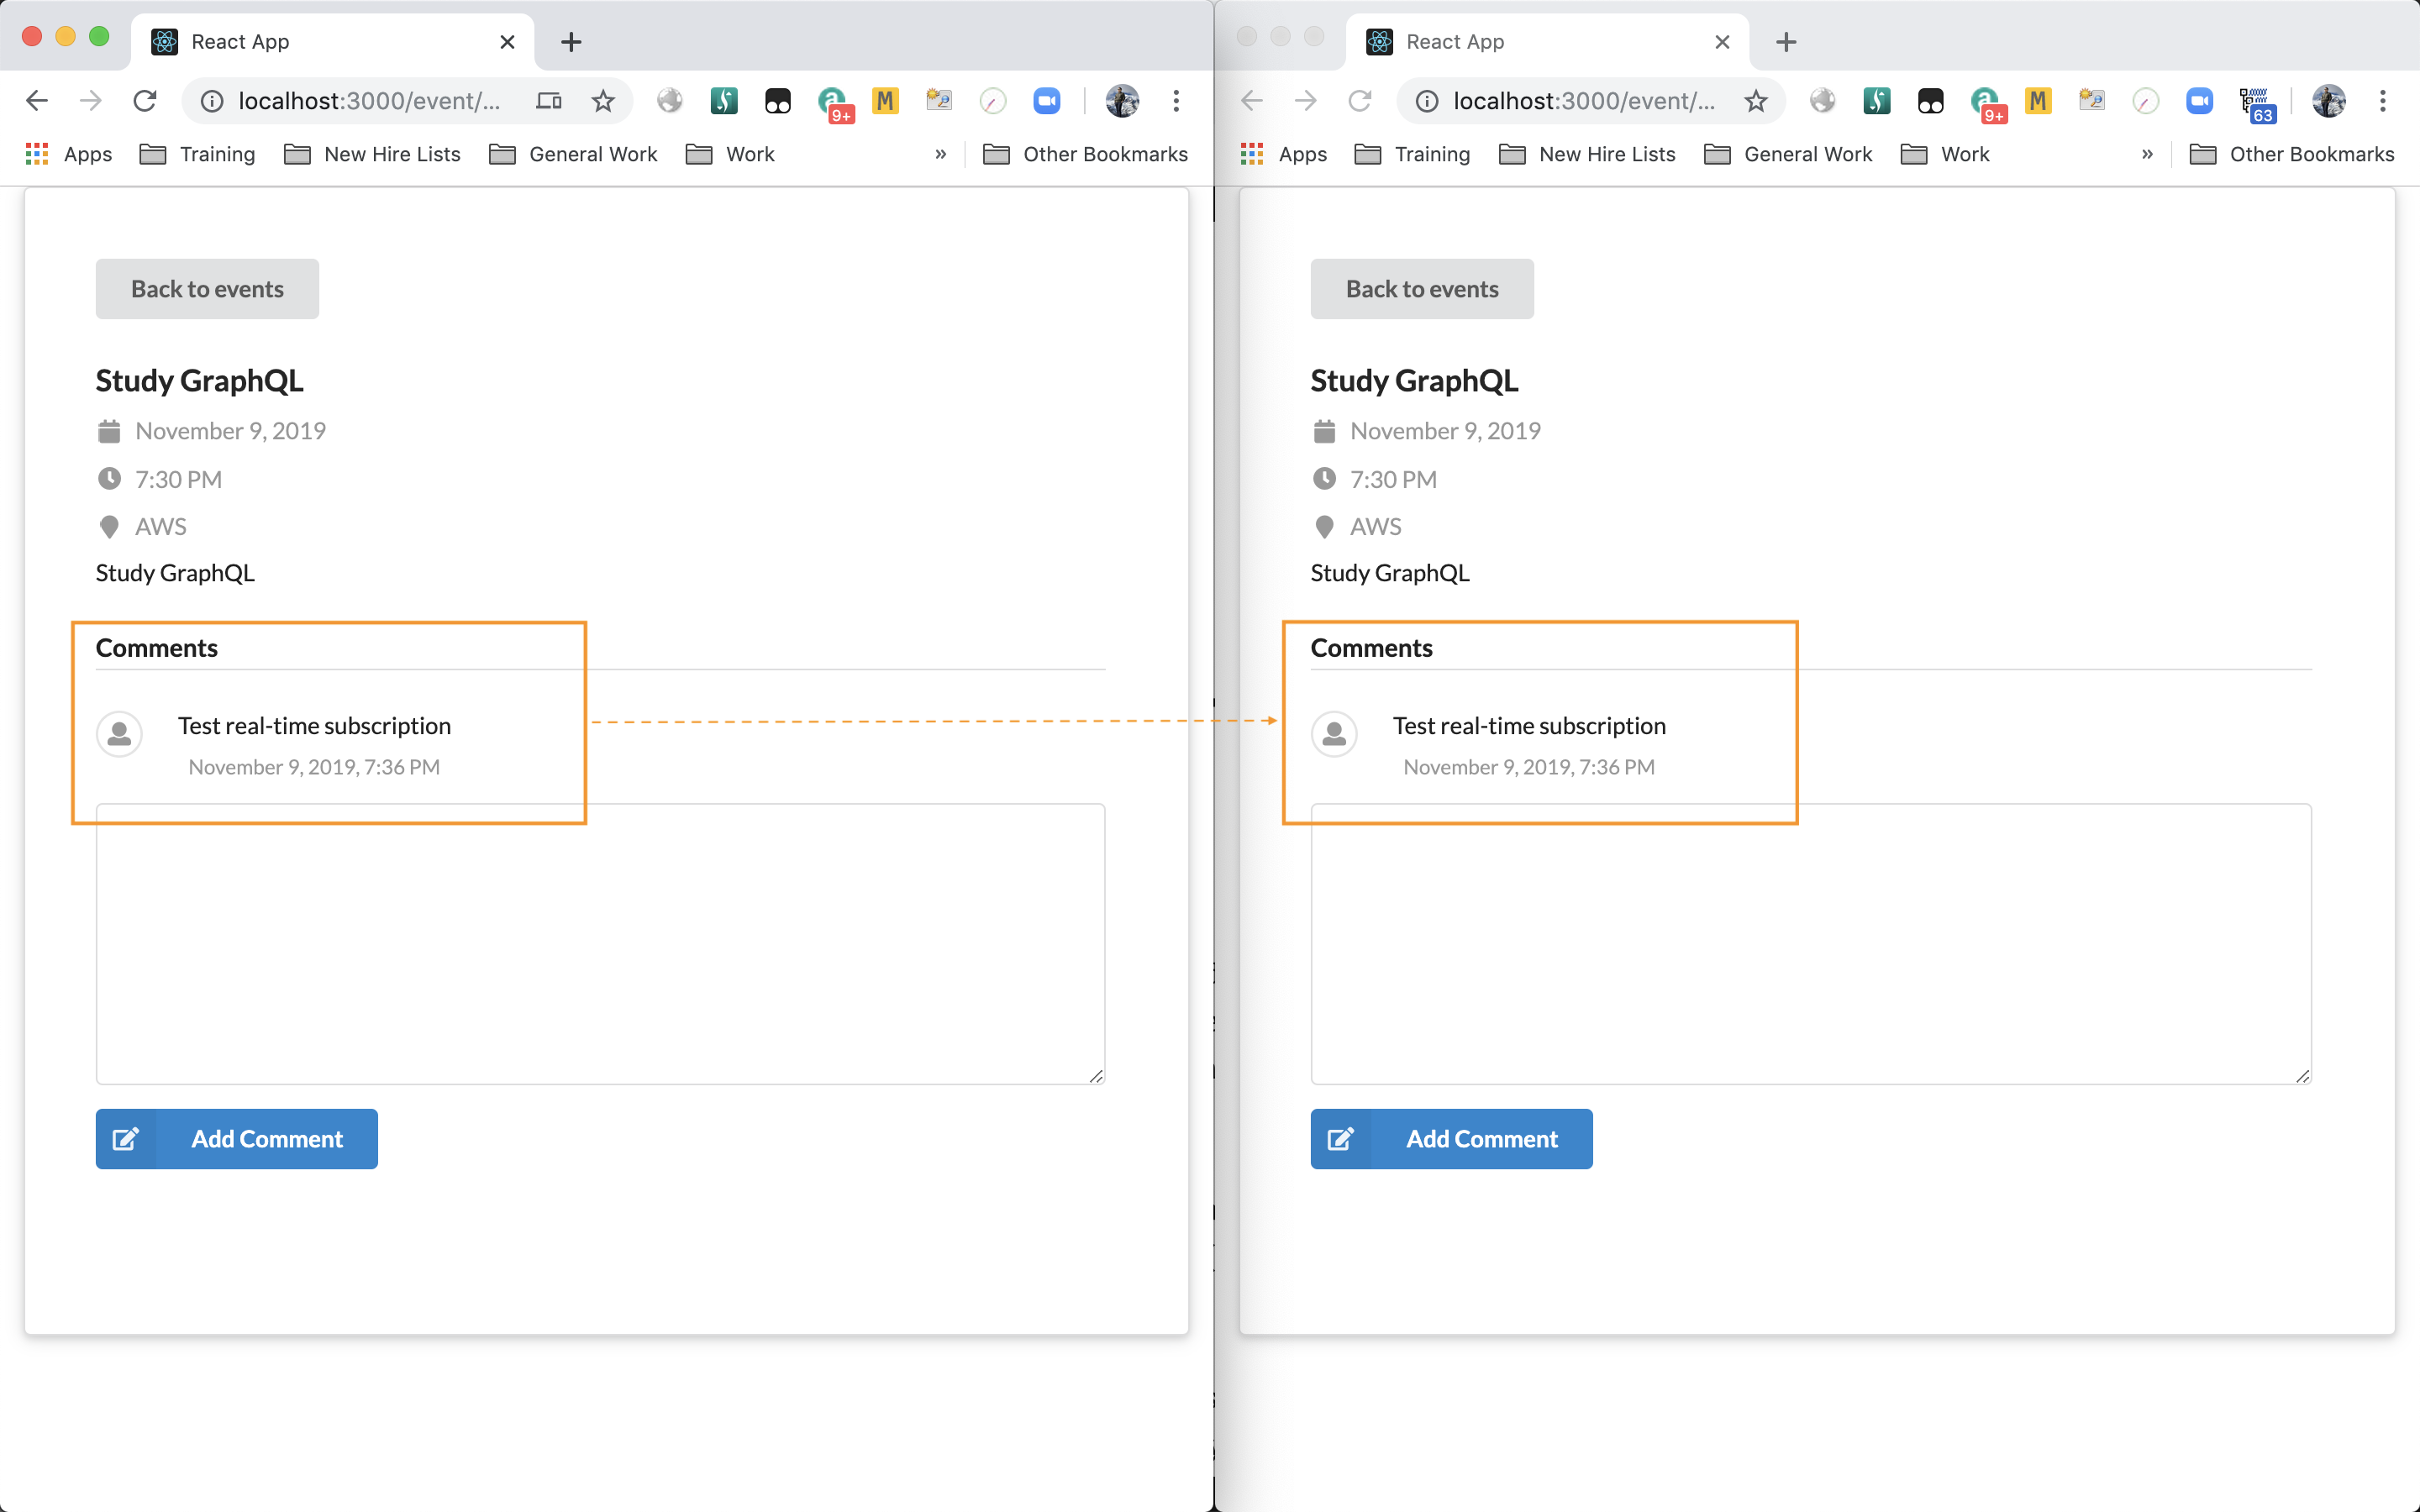 React App
localhost:3000/event/...
9+
M
Apps Training New Hire Lists General Work Work » Other Bookmarks
Back to events
Study GraphQL
November 9, 2019
7:30 PM
AWS
Study GraphQL
Comments
Test real-time subscription
November 9, 2019, 7:36 PM
Add Comment
React App
localhost:3000/event/...
9+
M
63
Apps Training New Hire Lists General Work Work » Other Bookmarks
Back to events
Study GraphQL
November 9, 2019
7:30 PM
AWS
Study GraphQL
Comments
Test real-time subscription
November 9, 2019, 7:36 PM
Add Comment